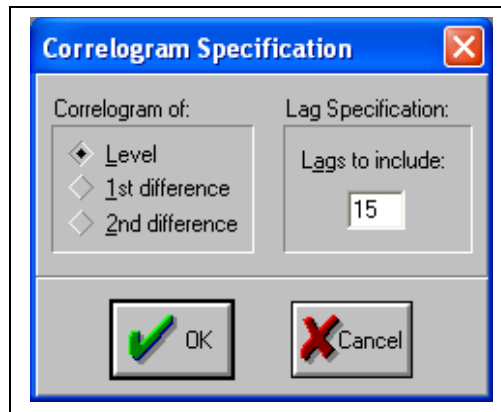 Correlogram Specification
Correlogram of:
Level
1st difference
2nd difference
Lag Specification:
Lags to include:
15
OK
Cancel